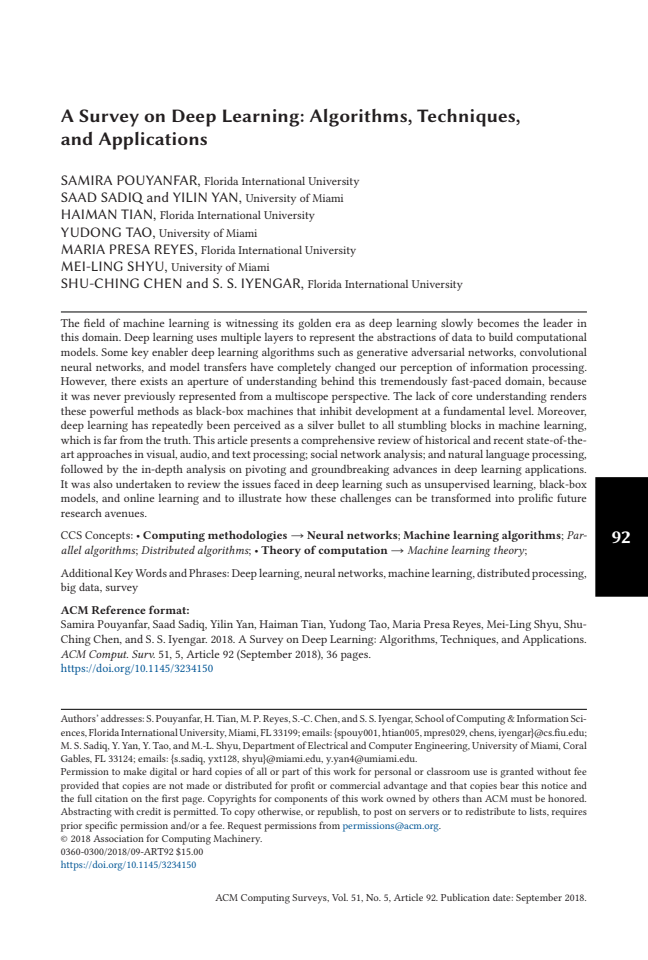 A Survey on Deep Learning: Algorithms, Techniques,
and Applications
SAMIRA POUYANFAR, Florida International University
SAAD SADIQ and YILIN YAN, University of Miami
HAIMAN TIAN, Florida International University
YUDONG TAO, University of Miami
MARIA PRESA REYES, Florida International University
MEI-LING SHYU, University of Miami
SHU-CHING CHEN and S. S. IYENGAR, Florida International University
The field of machine learning is witnessing its golden era as deep learning slowly becomes the leader in
this domain. Deep learning uses multiple layers to represent the abstractions of data to build computational
models. Some key enabler deep learning algorithms such as generative adversarial networks, convolutional
neural networks, and model transfers have completely changed our perception of information processing.
However, there exists an aperture of understanding behind this tremendously fast-paced domain, because
it was never previously represented from a multiscope perspective. The lack of core understanding renders
these powerful methods as black-box machines that inhibit development at a fundamental level. Moreover,
deep learning has repeatedly been perceived as a silver bullet to all stumbling blocks in machine learning,
which is far from the truth. This article presents a comprehensive review of historical and recent state-of-the-
art approaches in visual, audio, and text processing; social network analysis; and natural language processing,
followed by the in-depth analysis on pivoting and groundbreaking advances in deep learning applications.
It was also undertaken to review the issues faced in deep learning such as unsupervised learning, black-box
models, and online learning and to illustrate how these challenges can be transformed into prolific future
research avenues.
CCS Concepts: • Computing methodologies → Neural networks; Machine learning algorithms; Par-
allel algorithms; Distributed algorithms; • Theory of computation → Machine learning theory;
92
Additional Key Words and Phrases: Deep learning, neural networks, machine learning, distributed processing,
big data, survey
ACM Reference format:
Samira Pouyanfar, Saad Sadiq, Yilin Yan, Haiman Tian, Yudong Tao, Maria Presa Reyes, Mei-Ling Shyu, Shu-
Ching Chen, and S. S. Iyengar. 2018. A Survey on Deep Learning: Algorithms, Techniques, and Applications.
ACM Comput. Surv. 51, 5, Article 92 (September 2018), 36 pages.
https://doi.org/10.1145/3234150
Authors' addresses: S. Pouyanfar, H. Tian, M. P. Reyes, S.-C. Chen, and S. S. Iyengar, School of Computing & Information Sci-
ences, Florida International University, Miami, FL 33199; emails: {spouy001, htian005, mpres029, chens, iyengar}@cs.fiu.edu;
M. S. Sadiq, Y. Yan, Y. Tao, and M.-L. Shyu, Department of Electrical and Computer Engineering, University of Miami, Coral
Gables, FL 33124; emails: {s.sadiq, yxt128, shyu}@miami.edu, y.yan4@umiami.edu.
Permission to make digital or hard copies of all or part of this work for personal or classroom use is granted without fee
provided that copies are not made or distributed for profit or commercial advantage and that copies bear this notice and
the full citation on the first page. Copyrights for components of this work owned by others than ACM must be honored.
Abstracting with credit is permitted. To copy otherwise, or republish, to post on servers or to redistribute to lists, requires
prior specific permission and/or a fee. Request permissions from permissions@acm.org.
© 2018 Association for Computing Machinery.
0360-0300/2018/09-ART92 $15.00
https://doi.org/10.1145/3234150
ACM Computing Surveys, Vol. 51, No. 5, Article 92. Publication date: September 2018.